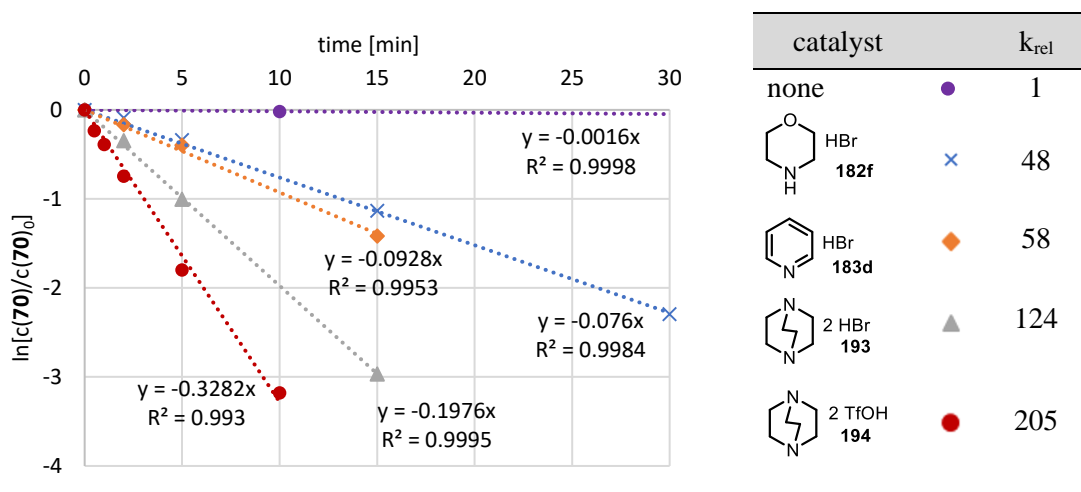 time [min]
0 5 10 15 20 25 30
0
-1
-2
-3
-4
ln[c(70)/c(70)0]
y = -0.0016x
R² = 0.9998
y = -0.0928x
R² = 0.9953
y = -0.076x
R² = 0.9984
y = -0.3282x
R² = 0.993
y = -0.1976x
R² = 0.9995
catalyst krel
none 1
O
HBr
182f
N
H
48
HBr
183d
N
58
N
2 HBr
193
N
124
N
2 TfOH
194
N
205